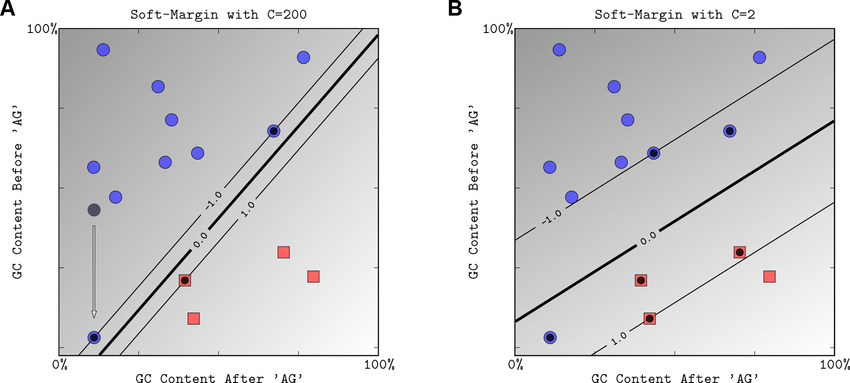 A
Soft-Margin with C=200
100%
GC Content Before 'AG'
-1.0
1.0
0.0
0%
100%
GC Content After 'AG'
B
Soft-Margin with C=2
100%
GC Content Before 'AG'
-1.0
0.0
1.0
0%
100%
GC Content After 'AG'